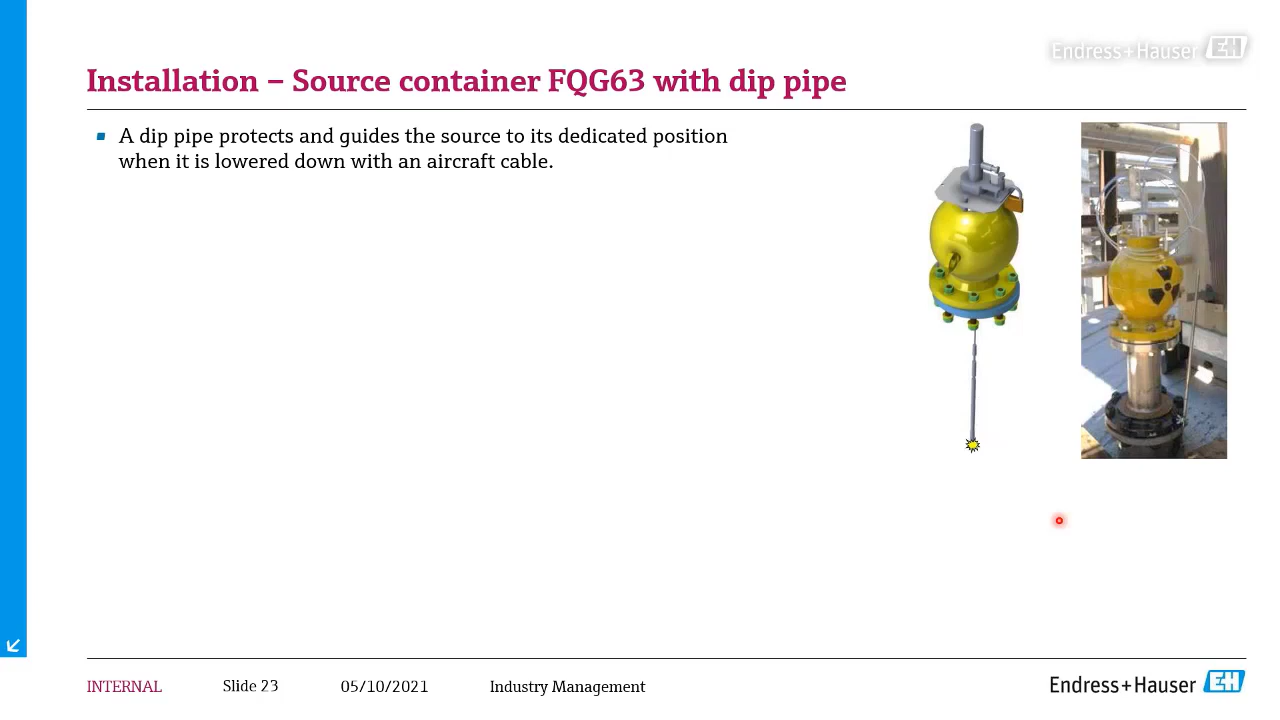 Endress+Hauser EH
Installation – Source container FQG63 with dip pipe
A dip pipe protects and guides the source to its dedicated position
when it is lowered down with an aircraft cable.
INTERNAL Slide 23 05/10/2021 Industry Management Endress+Hauser EH